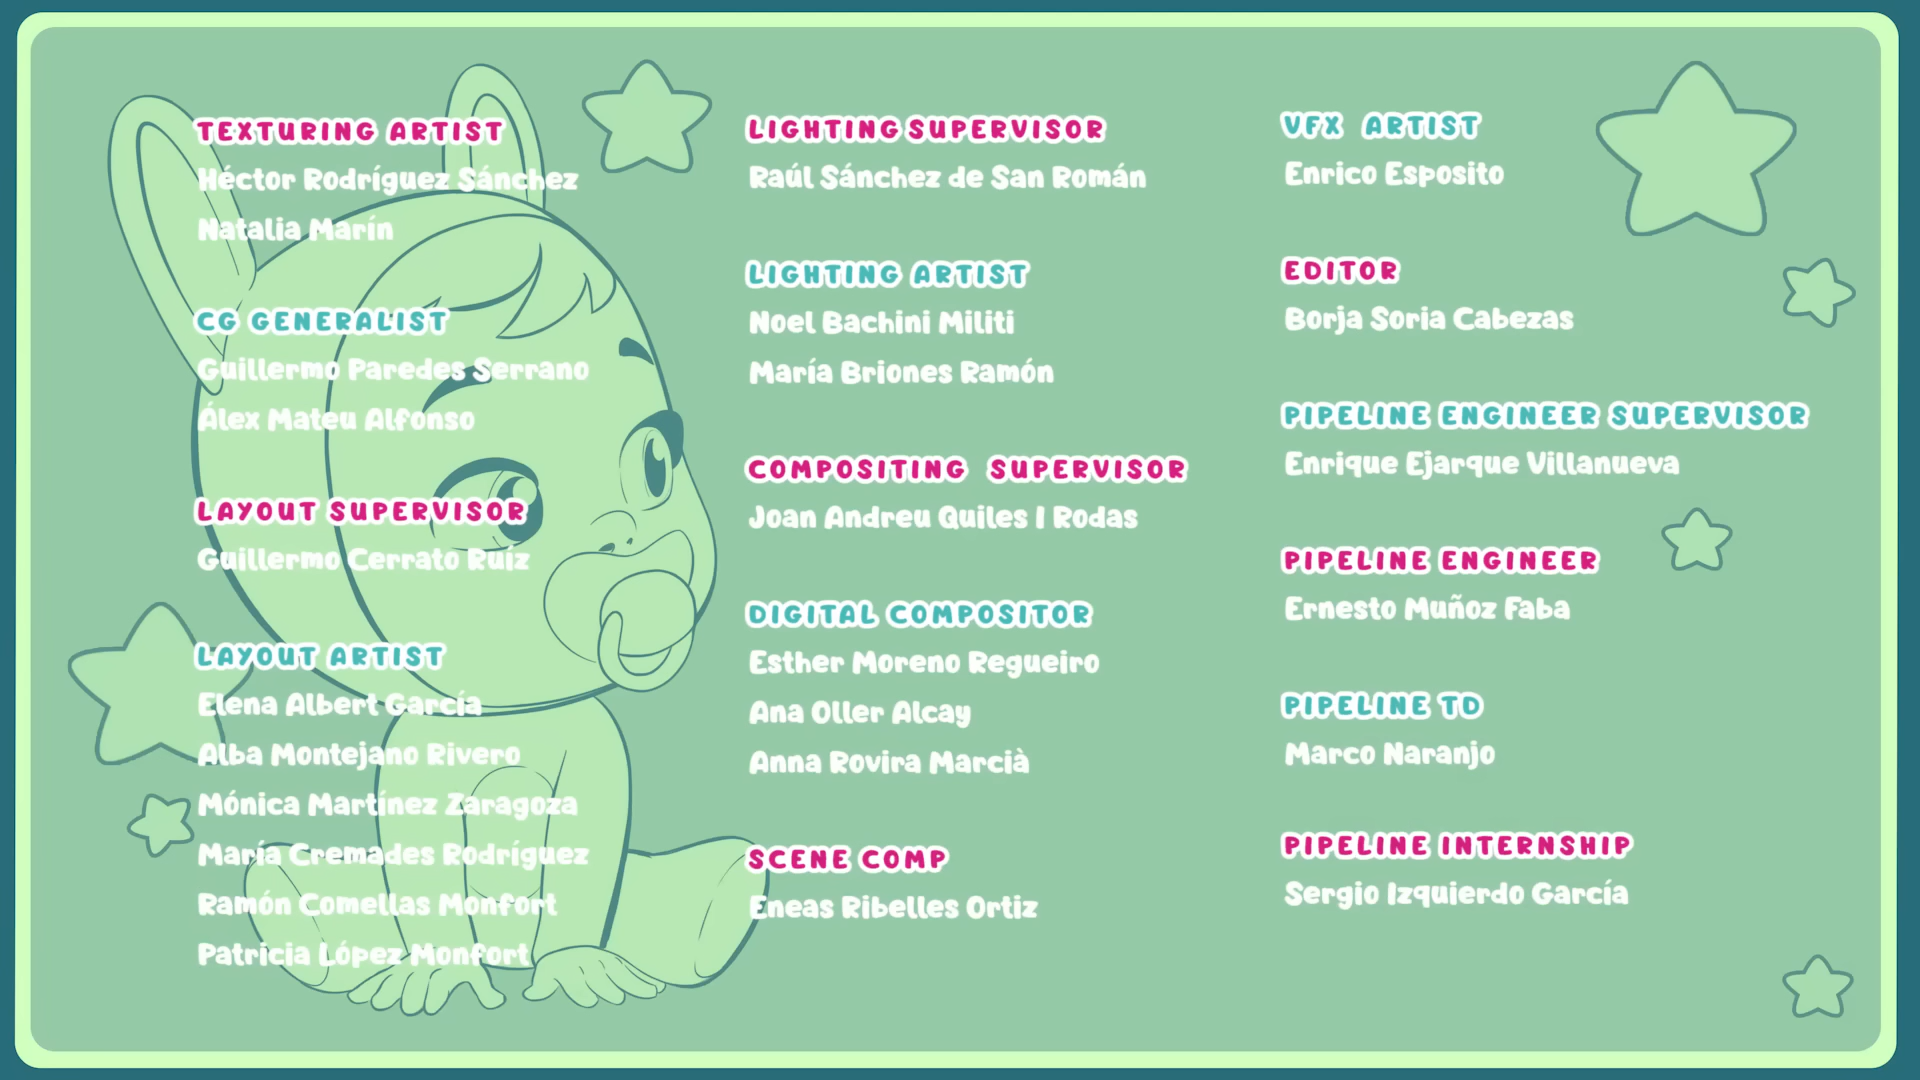 TEXTURING ARTIST
Héctor Rodríguez Sánchez
Natalia Marín
CG GENERALIST
Guillermo Paredes Serrano
Álex Mateu Alfonso
LAYOUT SUPERVISOR
Guillermo Cerrato Ruíz
LAYOUT ARTIST
Elena Albert García
Alba Montejano Rivero
Mónica Martínez Zaragoza
María Cremades Rodríguez
Ramón Comellas Monfort
Patricia López Monfort
LIGHTING SUPERVISOR
Raúl Sánchez de San Román
LIGHTING ARTIST
Noel Bachini Militi
María Briones Ramón
COMPOSITING SUPERVISOR
Joan Andreu Quiles I Rodas
DIGITAL COMPOSITOR
Esther Moreno Regueiro
Ana Oller Alcay
Anna Rovira Marcià
SCENE COMP
Eneas Ribelles Ortiz
VFX ARTIST
Enrico Esposito
EDITOR
Borja Soria Cabezas
PIPELINE ENGINEER SUPERVISOR
Enrique Ejarque Villanueva
PIPELINE ENGINEER
Ernesto Muñoz Faba
PIPELINE TD
Marco Naranjo
PIPELINE INTERNSHIP
Sergio Izquierdo García